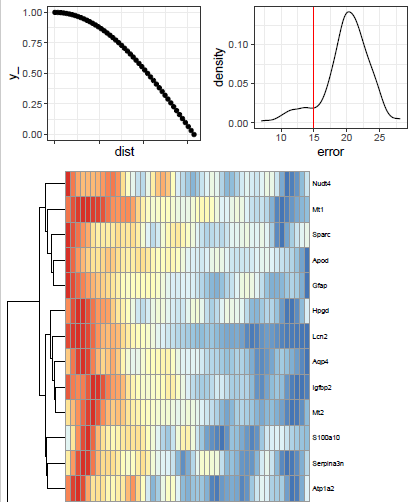 1.00
0.75
0.50
0.25
0.00
y_
dist
0.10
0.05
0.00
density
10 15 20 25
error
Nudt4
Mt1
Sparc
Apod
Gfap
Hpgd
Lcn2
Aqp4
Igfbp2
Mt2
S100a10
Serpina3n
Atp1a2